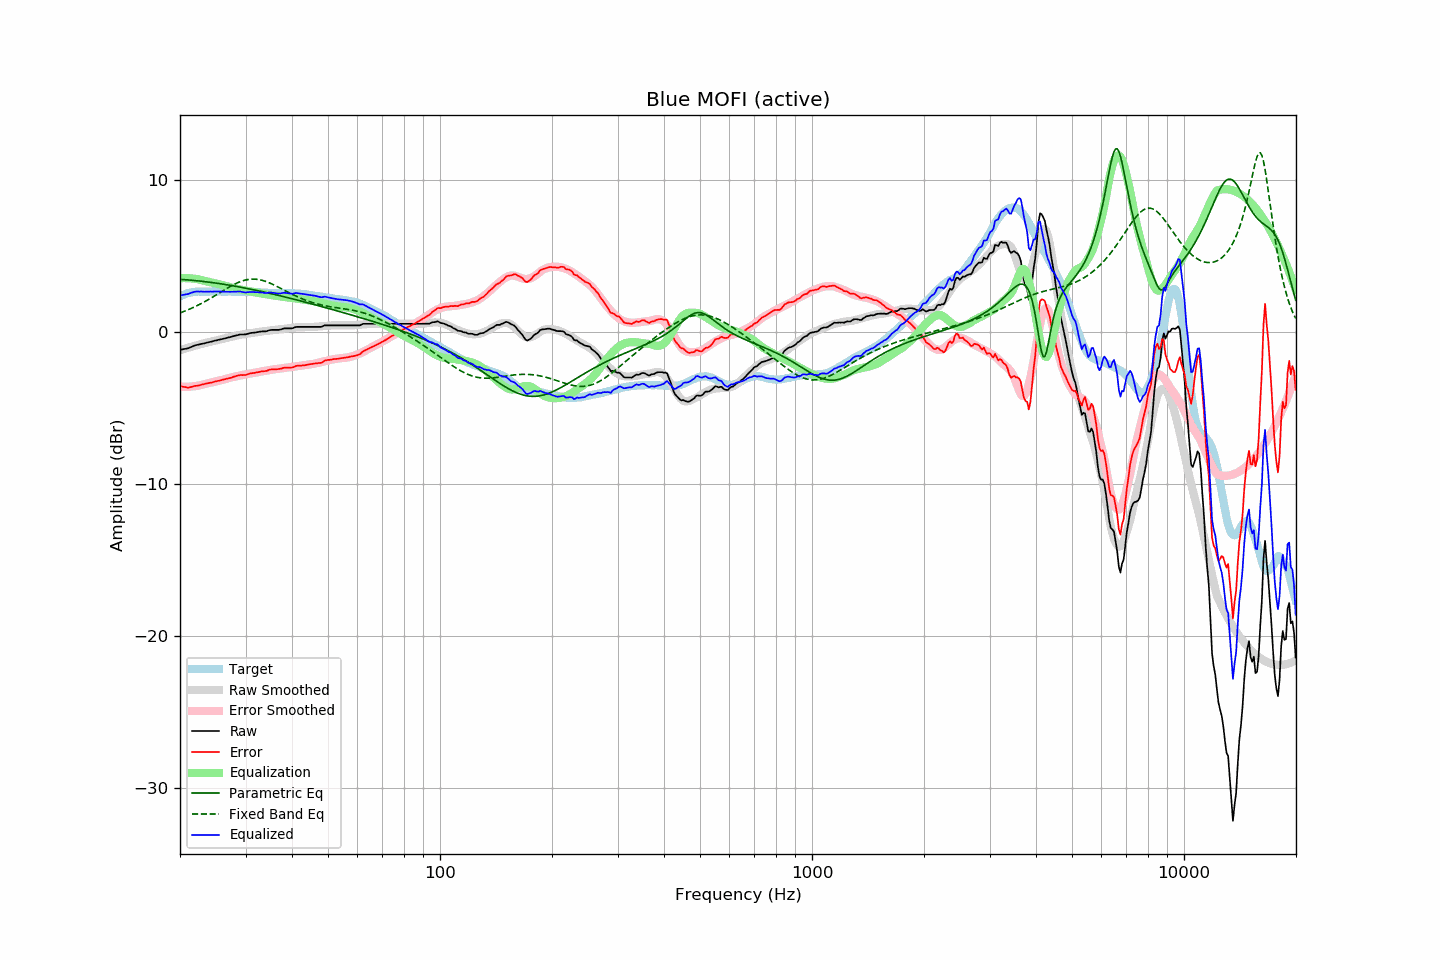 Blue MOFI (active)
10
0
−10
−20
−30
Amplitude (dBr)
Target
Raw Smoothed
Error Smoothed
Raw
Error
Equalization
Parametric Eq
Fixed Band Eq
Equalized
100
1000
10000
Frequency (Hz)